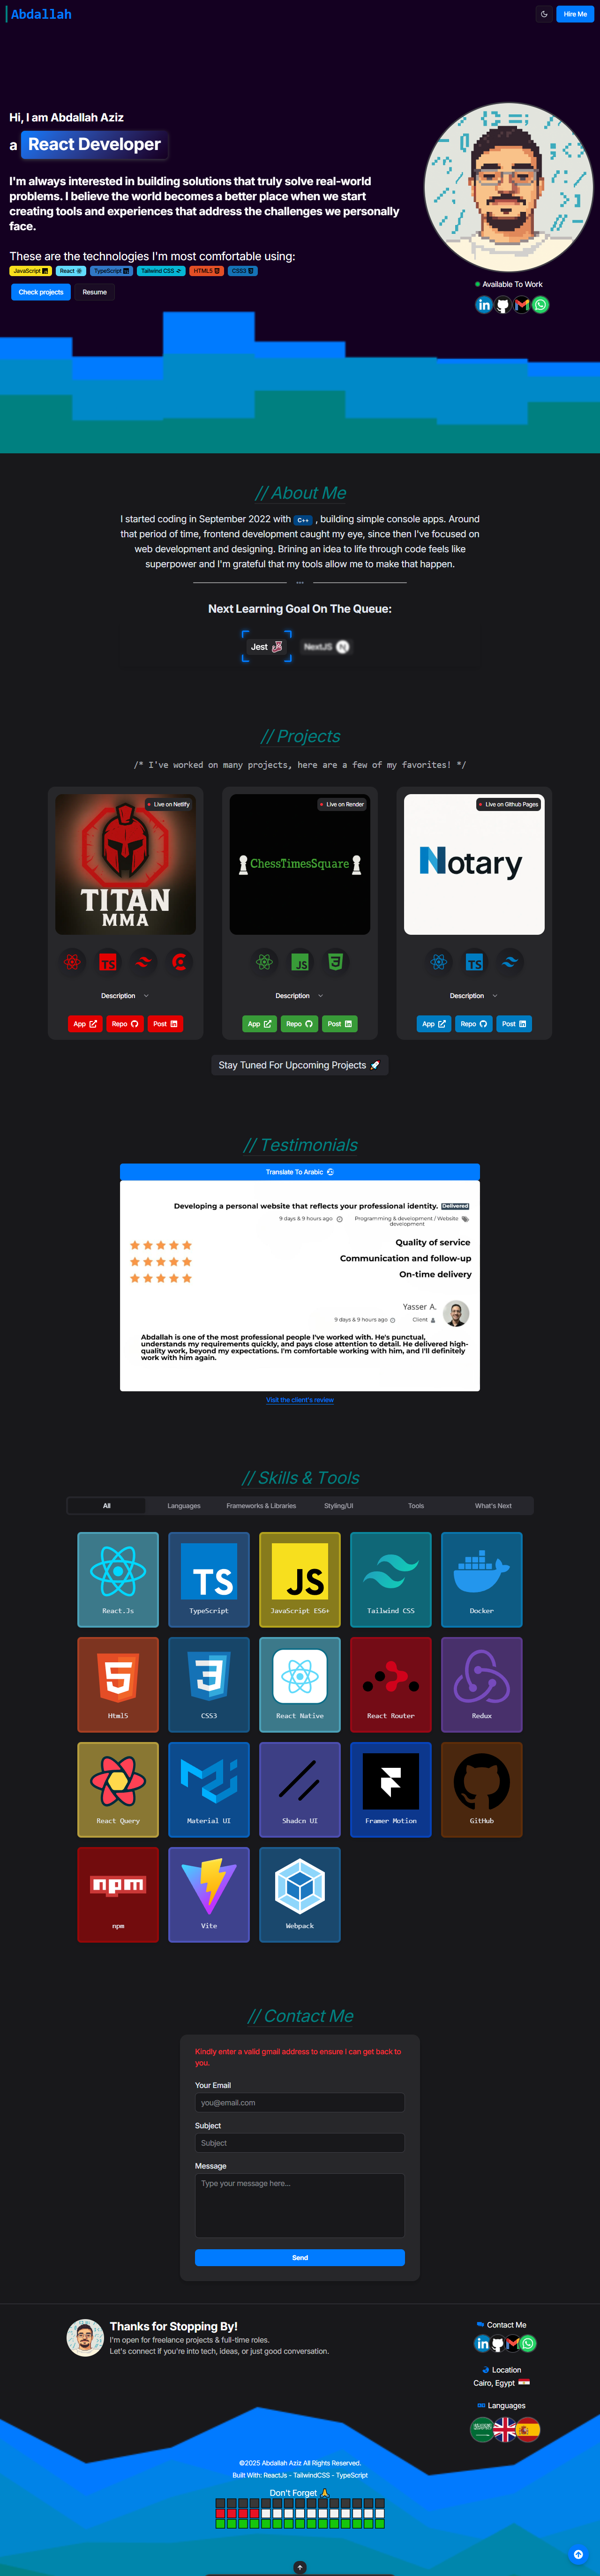 Abdallah
Hire Me
Hi, I am Abdallah Aziz
a React Developer
I'm always interested in building solutions that truly solve real-world
problems. I believe the world becomes a better place when we start
creating tools and experiences that address the challenges we personally
face.
These are the technologies I'm most comfortable using:
JavaScript React TypeScript Tailwind CSS HTML5 CSS3
Check projects Resume
Available To Work
// About Me
I started coding in September 2022 with C++ , building simple console apps. Around
that period of time, frontend development caught my eye, since then I've focused on
web development and designing. Brining an idea to life through code feels like
superpower and I'm grateful that my tools allow me to make that happen.
Next Learning Goal On The Queue:
Jest NextJS
// Projects
/* I've worked on many projects, here are a few of my favorites! */
Live on Netlify
TITAN
MMA
Description
App Repo Post
Live on Render
ChessTimesSquare
JS
Description
App Repo Post
Live on Github Pages
Notary
TS
Description
App Repo Post
Stay Tuned For Upcoming Projects
// Testimonials
Translate To Arabic
Developing a personal website that reflects your professional identity. Delivered
9 days & 9 hours ago Programming & development / Website
development
Quality of service
Communication and follow-up
On-time delivery
Yasser A.
9 days & 9 hours ago Client
Abdallah is one of the most professional people I've worked with. He's punctual,
understands my requirements quickly, and pays close attention to detail. He delivered high-
quality work, beyond my expectations. I'm comfortable working with him, and I'll definitely
work with him again.
Visit the client's review
// Skills & Tools
All Languages Frameworks & Libraries Styling/UI Tools What's Next
React.Js
TS
TypeScript
JS
JavaScript ES6+
Tailwind CSS
Docker
Html5
CSS3
React Native
React Router
Redux
React Query
Material UI
Shadcn UI
Framer Motion
GitHub
npm
npm
Vite
Webpack
// Contact Me
Kindly enter a valid gmail address to ensure I can get back to
you.
Your Email
you@email.com
Subject
Subject
Message
Type your message here...
Send
Thanks for Stopping By!
I'm open for freelance projects & full-time roles.
Let's connect if you're into tech, ideas, or just good conversation.
Contact Me
Location
Cairo, Egypt
Languages
©2025 Abdallah Aziz All Rights Reserved.
Built With: ReactJs - TailwindCSS - TypeScript
Don't Forget